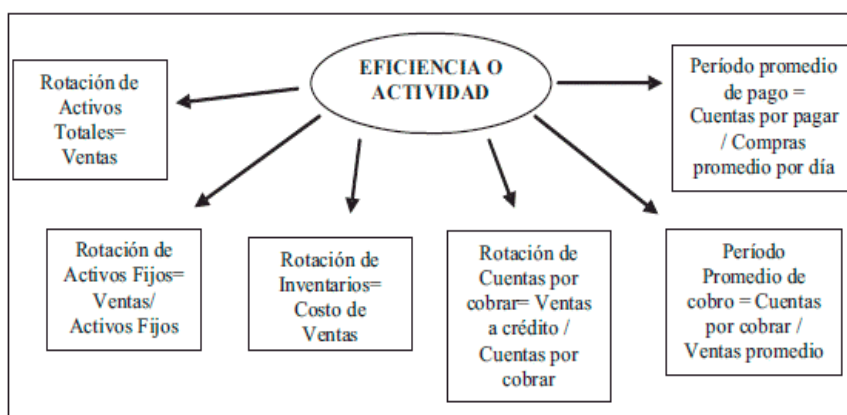 EFICIENCIA O
ACTIVIDAD
Rotación de
Activos
Totales=
Ventas
Período promedio
de pago =
Cuentas por pagar
/ Compras
promedio por día
Rotación de
Activos Fijos=
Ventas/
Activos Fijos
Rotación de
Inventarios=
Costo de
Ventas
Rotación de
Cuentas por
cobrar= Ventas
a crédito /
Cuentas por
cobrar
Período
Promedio de
cobro = Cuentas
por cobrar /
Ventas promedio